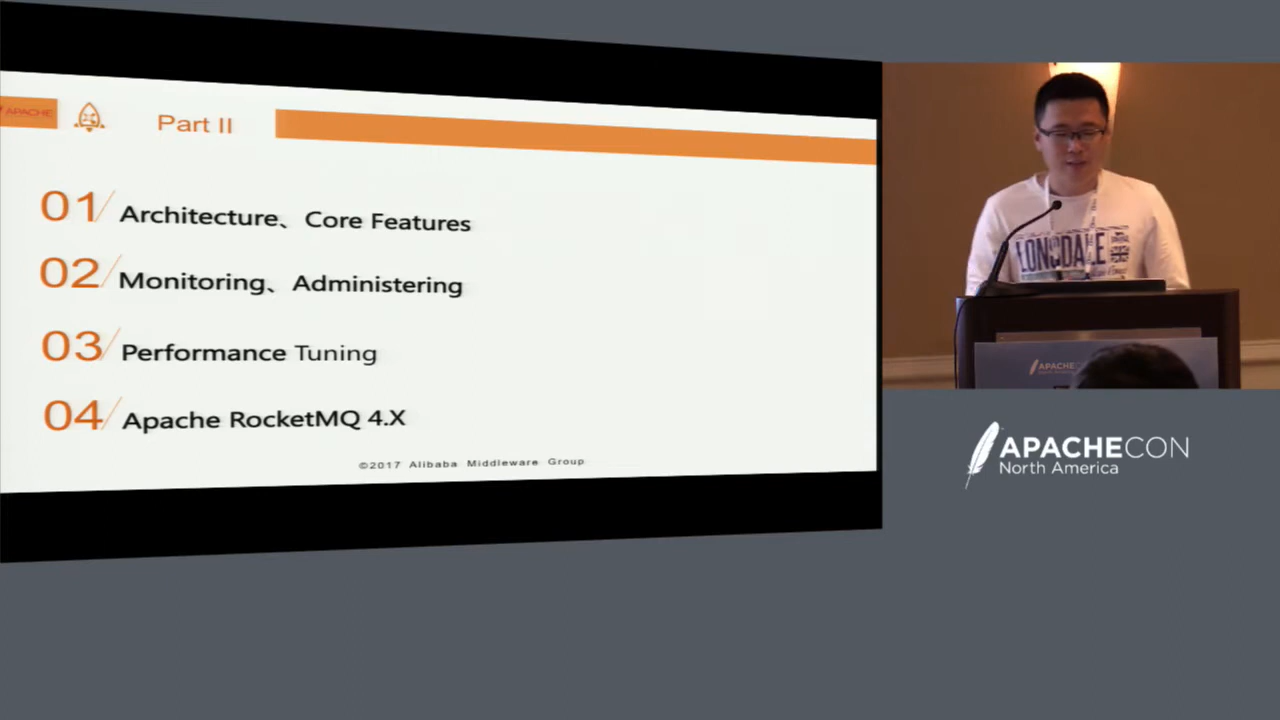 APACHE
Part II
01 Architecture、Core Features
02 Monitoring、Administering
03 Performance Tuning
04 Apache RocketMQ 4.X
©2017 Alibaba Middleware Group
LONSDALE
APACHE
APACHECON
North America